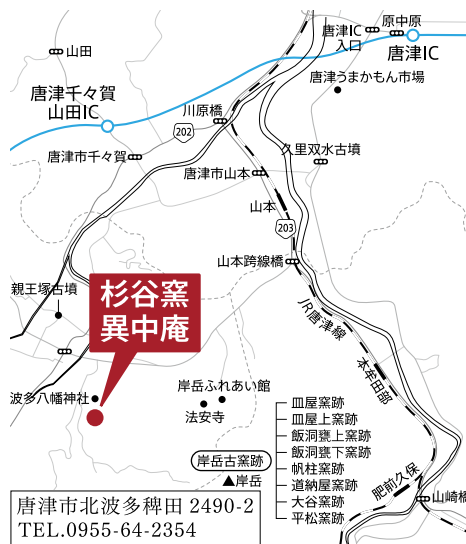 原中原
唐津IC
入口
唐津IC
山田
唐津うまかもん市場
唐津千々賀
山田IC
川原橋
202
唐津市千々賀
久里双水古墳
唐津市山本
山本
203
山本跨線橋
親王塚古墳
杉谷窯
異中庵
JR唐津線
本牟田部
岸岳ふれあい館
波多八幡神社
法安寺
皿屋窯跡
皿屋上窯跡
飯洞甕上窯跡
飯洞甕下窯跡
帆柱窯跡
道納屋窯跡
大谷窯跡
平松窯跡
岸岳古窯跡
▲岸岳
肥前久保
山崎橋
唐津市北波多稗田 2490-2
TEL.0955-64-2354